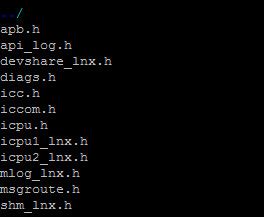 ../
apb.h
api_log.h
devshare_lnx.h
diags.h
icc.h
iccom.h
icpu.h
icpu1_lnx.h
icpu2_lnx.h
mlog_lnx.h
msgroute.h
shm_lnx.h